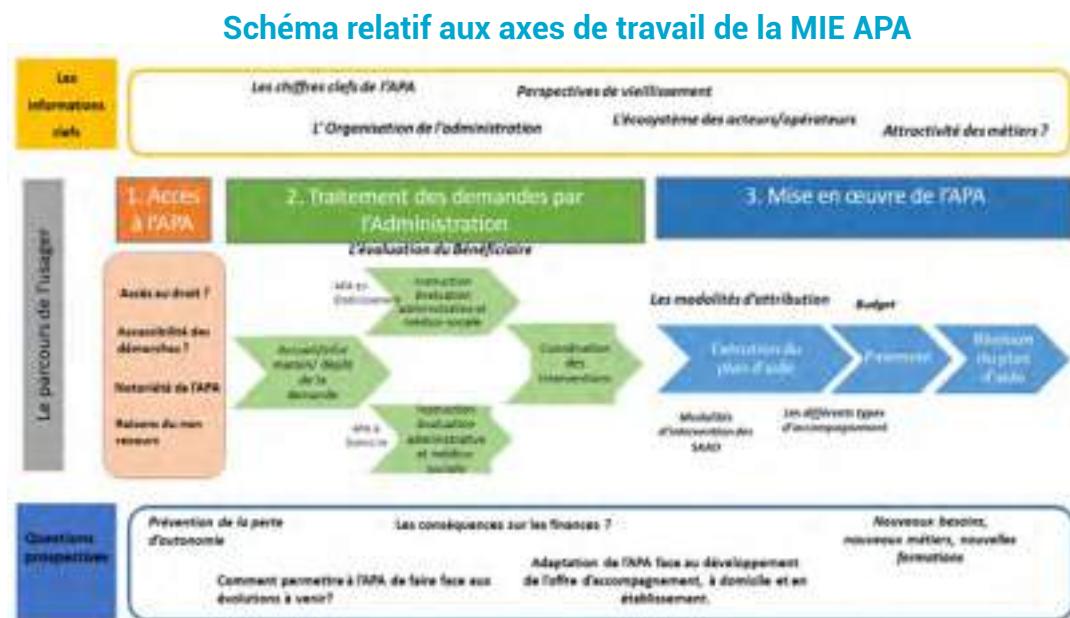 Schéma relatif aux axes de travail de la MIE APA
Les
informations
clefs
Les chiffres clefs de l'APA
Perspectives de vieillissement
L' Organisation de l'administration
L'écosystème des acteurs/opérateurs
Attractivité des métiers ?
Le parcours de l'usager
1. Accès
à l'APA
2. Traitement des demandes par
l'Administration
3. Mise en œuvre de l'APA
Accès au droit ?
Accessibilité des
démarches ?
Notoriété de l'APA
Raisons du non
recours
L'évaluation du Bénéficiaire
APA en
établissement
Instruction
évaluation
administrative et
médico-sociale
demande
de la
APA à
domicile
Instruction
évaluation
administrative
et médico-
sociale
Coordination
des
interventions
Les modalités d'attribution
Budget
Exécution du
plan d'aide
Paiement
Révision
du plan
d'aide
Modalités
d'intervention des
SAAD
Les différents types
d'accompagnement
Questions
prospectives
Prévention de la perte
d'autonomie
Les conséquences sur les finances ?
Nouveaux besoins,
nouveaux métiers, nouvelles
formations
Comment permettre à l'APA de faire face aux
évolutions à venir?
Adaptation de l'APA face au développement
de l'offre d'accompagnement, à domicile et en
établissement.